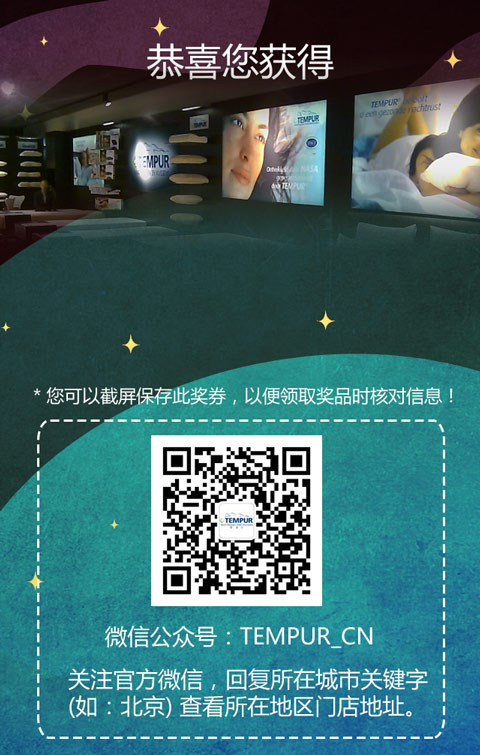 恭喜您获得
TEMPUR
TEMPUR
TEMPUR
TEMPUR
* 您可以截屏保存此奖券，以便领取奖品时核对信息！
TEMPUR
微信公众号：TEMPUR_CN
关注官方微信，回复所在城市关键字
(如：北京) 查看所在地区门店地址。